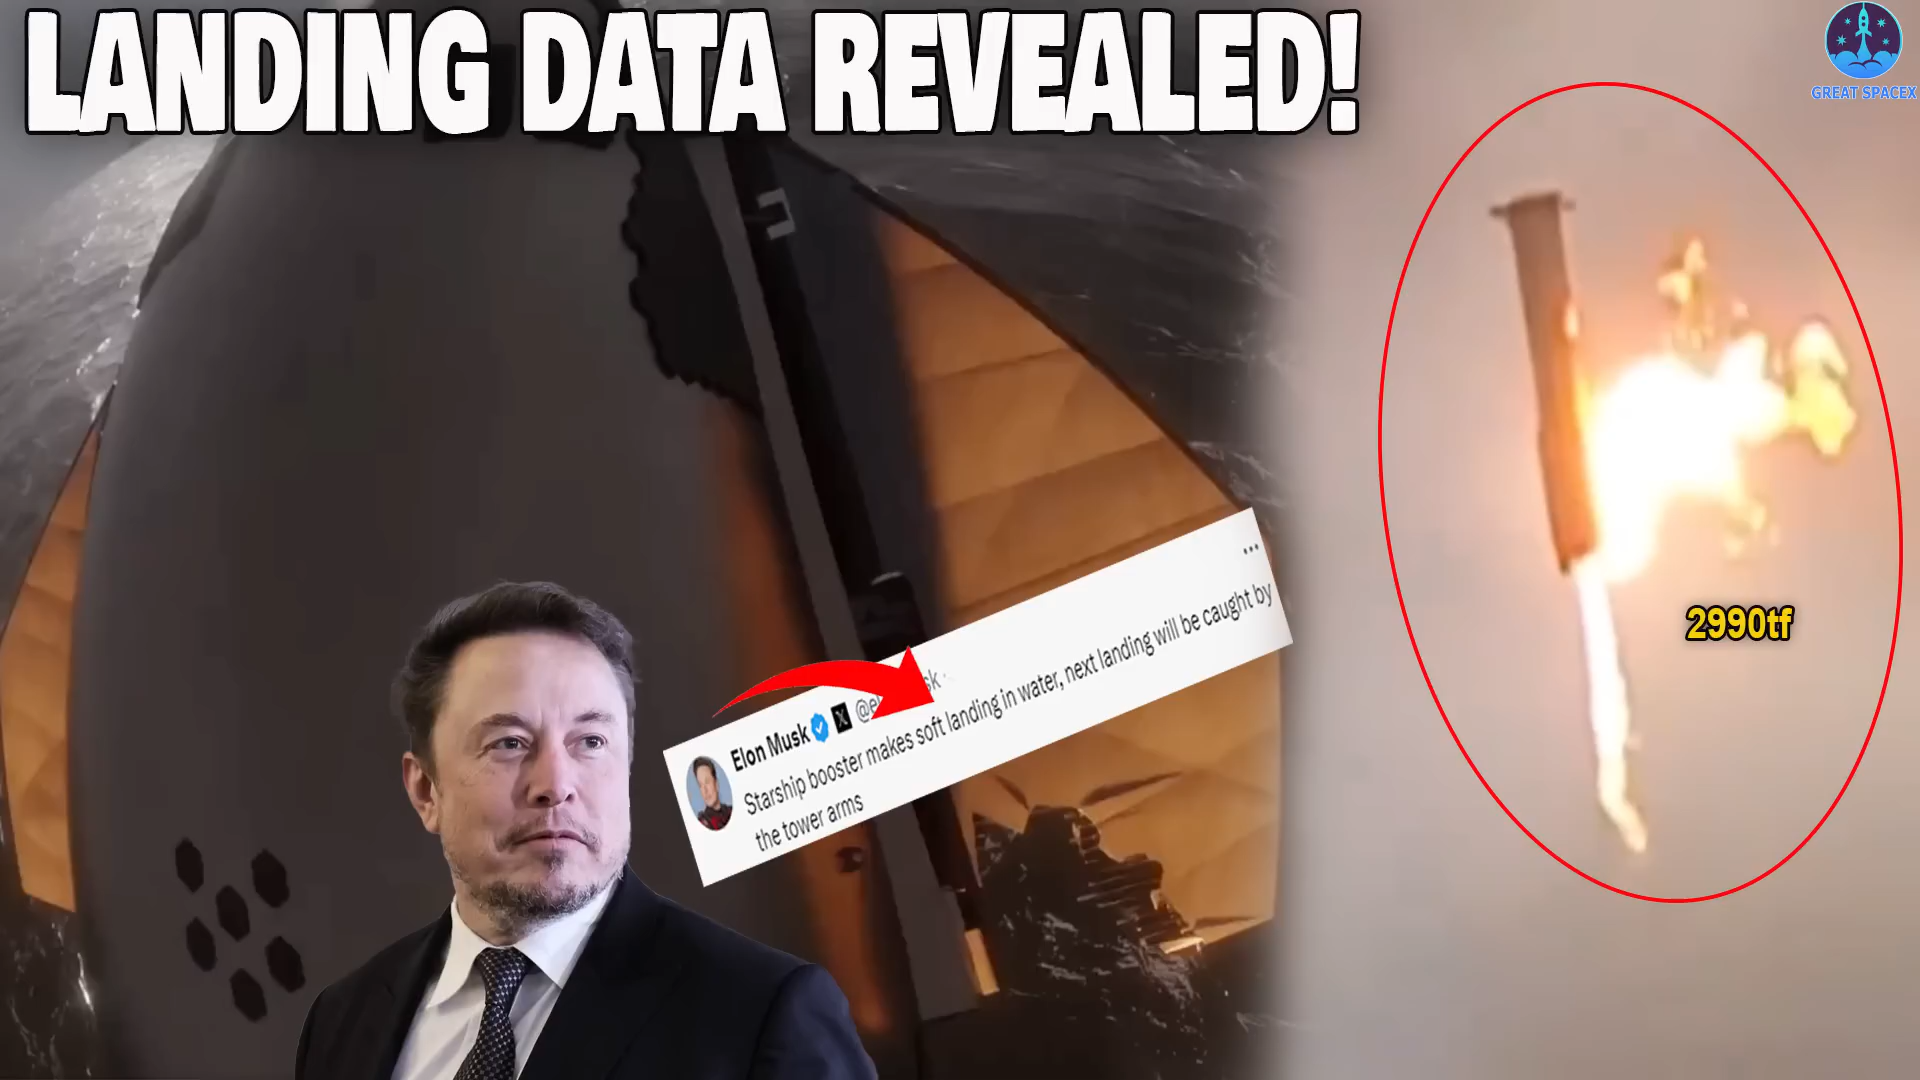 LANDING DATA REVEALED!
GREAT SPACEX
Elon Musk
Starship booster makes soft landing in water, next landing will be caught by
the tower arms
2990tf